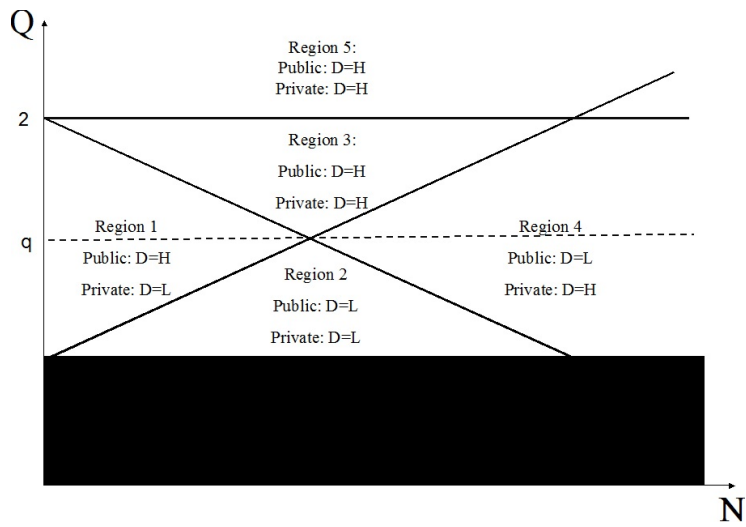 Q
Region 5:
Public: D=H
Private: D=H
2
Region 3:
Public: D=H
Private: D=H
Region 1
Region 4
q
Public: D=H
Public: D=L
Region 2
Private: D=L
Private: D=H
Public: D=L
Private: D=L
N